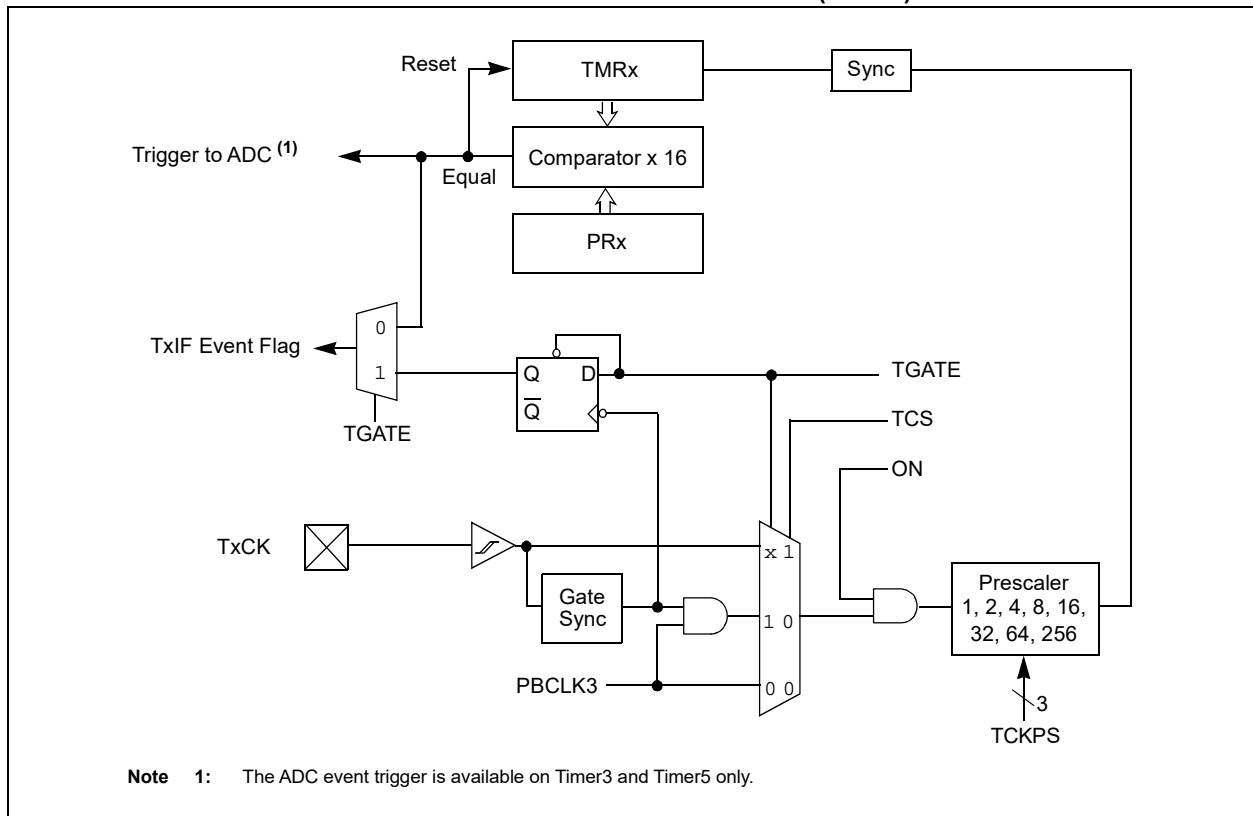 Reset
TMRx
Sync
Trigger to ADC (1)
Equal
Comparator x 16
PRx
TxIF Event Flag
0
1
TGATE
Q
D
Q
TGATE
TCS
ON
TxCK
x 1
Gate
Sync
1 0
PBCLK3
0 0
Prescaler
1, 2, 4, 8, 16,
32, 64, 256
3
TCKPS
Note 1: The ADC event trigger is available on Timer3 and Timer5 only.